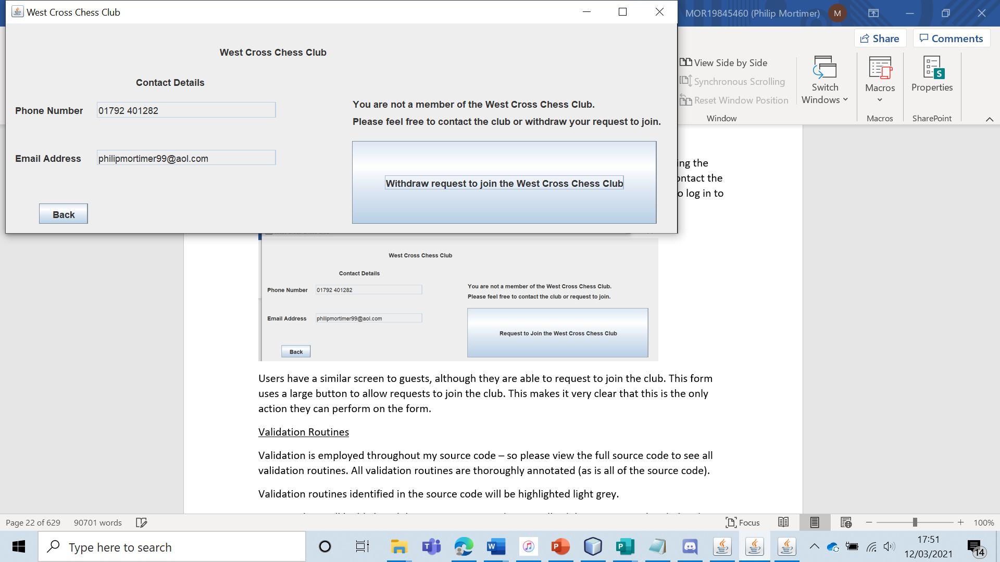 West Cross Chess Club
MOR19845460 (Philip Mortimer)
M
Share
Comments
View Side by Side
Synchronous Scrolling
Reset Window Position
Window
Switch
Windows
Macros
Macros
Properties
SharePoint
West Cross Chess Club
Contact Details
Phone Number
01792 401282
Email Address
philipmortimer99@aol.com
Back
You are not a member of the West Cross Chess Club.
Please feel free to contact the club or withdraw your request to join.
Withdraw request to join the West Cross Chess Club
ing the
ontact the
o log in to
West Cross Chess Club
Contact Details
Phone Number
01792 401282
Email Address
philipmortimer99@aol.com
Back
You are not a member of the West Cross Chess Club.
Please feel free to contact the club or request to join.
Request to Join the West Cross Chess Club
Users have a similar screen to guests, although they are able to request to join the club. This form
uses a large button to allow requests to join the club. This makes it very clear that this is the only
action they can perform on the form.
Validation Routines
Validation is employed throughout my source code – so please view the full source code to see all
validation routines. All validation routines are thoroughly annotated (as is all of the source code).
Validation routines identified in the source code will be highlighted light grey.
Page 22 of 629
90701 words
Focus
100%
Type here to search
17:51
12/03/2021
14